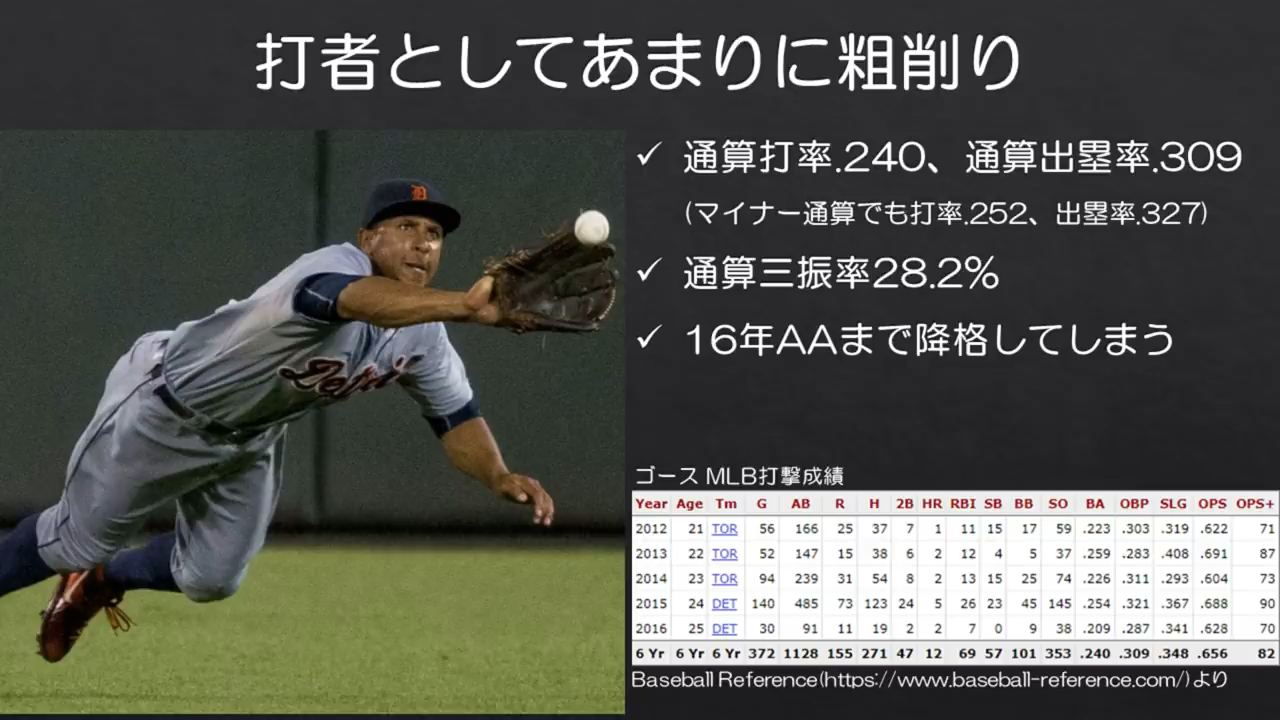 打者としてあまりに粗削り
✓ 通算打率.240、通算出塁率.309
(マイナー通算でも打率.252、出塁率.327)
✓ 通算三振率28.2%
✓ 16年AAまで降格してしまう
D
Detroit
ゴース MLB打撃成績
Year Age Tm G AB R H 2B HR RBI SB BB SO BA OBP SLG OPS OPS+
2012 21 TOR 56 166 25 37 7 1 11 15 17 59 .223 .303 .319 .622 71
2013 22 TOR 52 147 15 38 6 2 12 4 5 37 .259 .283 .408 .691 87
2014 23 TOR 94 239 31 54 8 2 13 15 25 74 .226 .311 .293 .604 73
2015 24 DET 140 485 73 123 24 5 26 23 45 145 .254 .321 .367 .688 90
2016 25 DET 30 91 11 19 2 2 7 0 9 38 .209 .287 .341 .628 70
6 Yr 6 Yr 6 Yr 372 1128 155 271 47 12 69 57 101 353 .240 .309 .348 .656 82
Baseball Reference(https://www.baseball-reference.com/)より